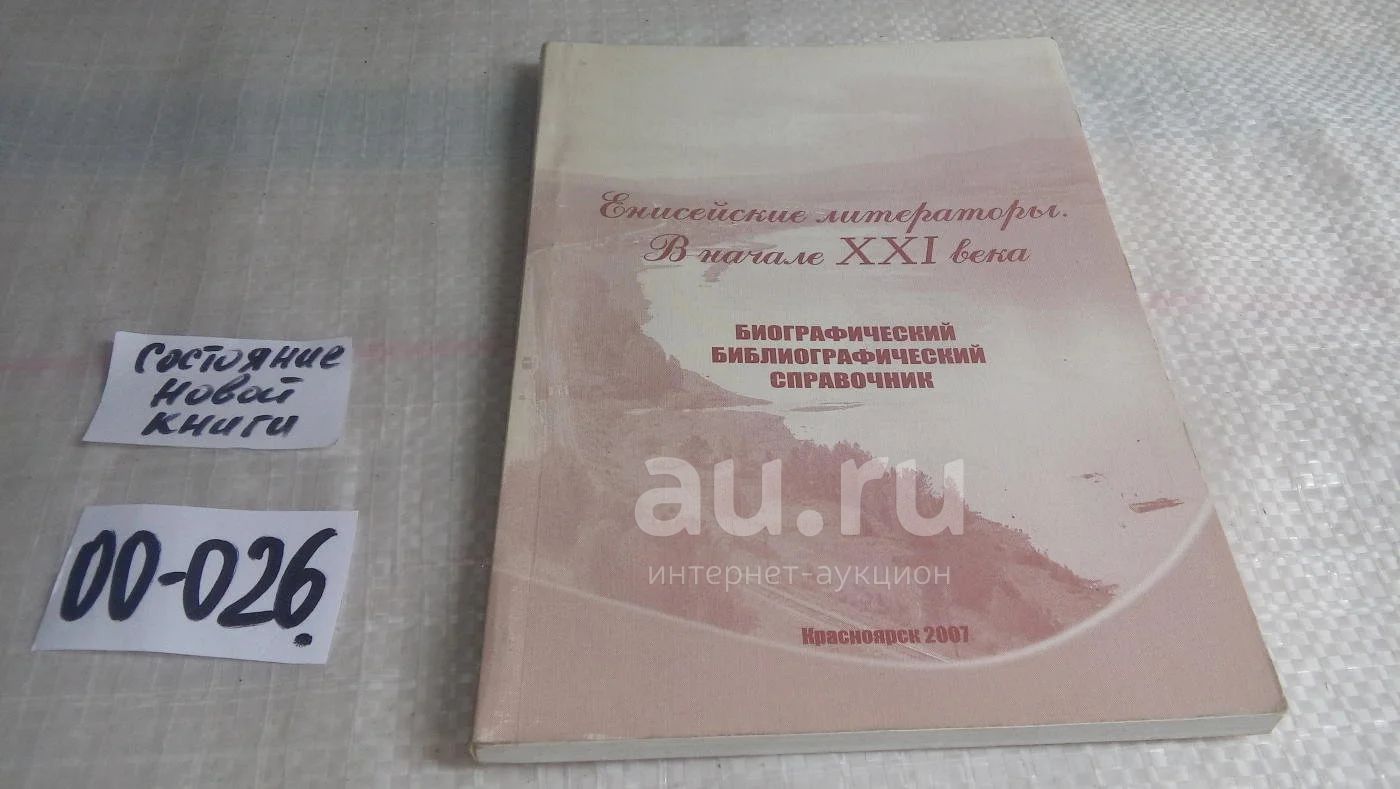 Состояние
новой
книги
00-026.
Енисейские литераторы.
В начале XXI века
БИОГРАФИЧЕСКИЙ
БИБЛИОГРАФИЧЕСКИЙ
СПРАВОЧНИК
au.ru
интернет-аукцион
Красноярск 2007